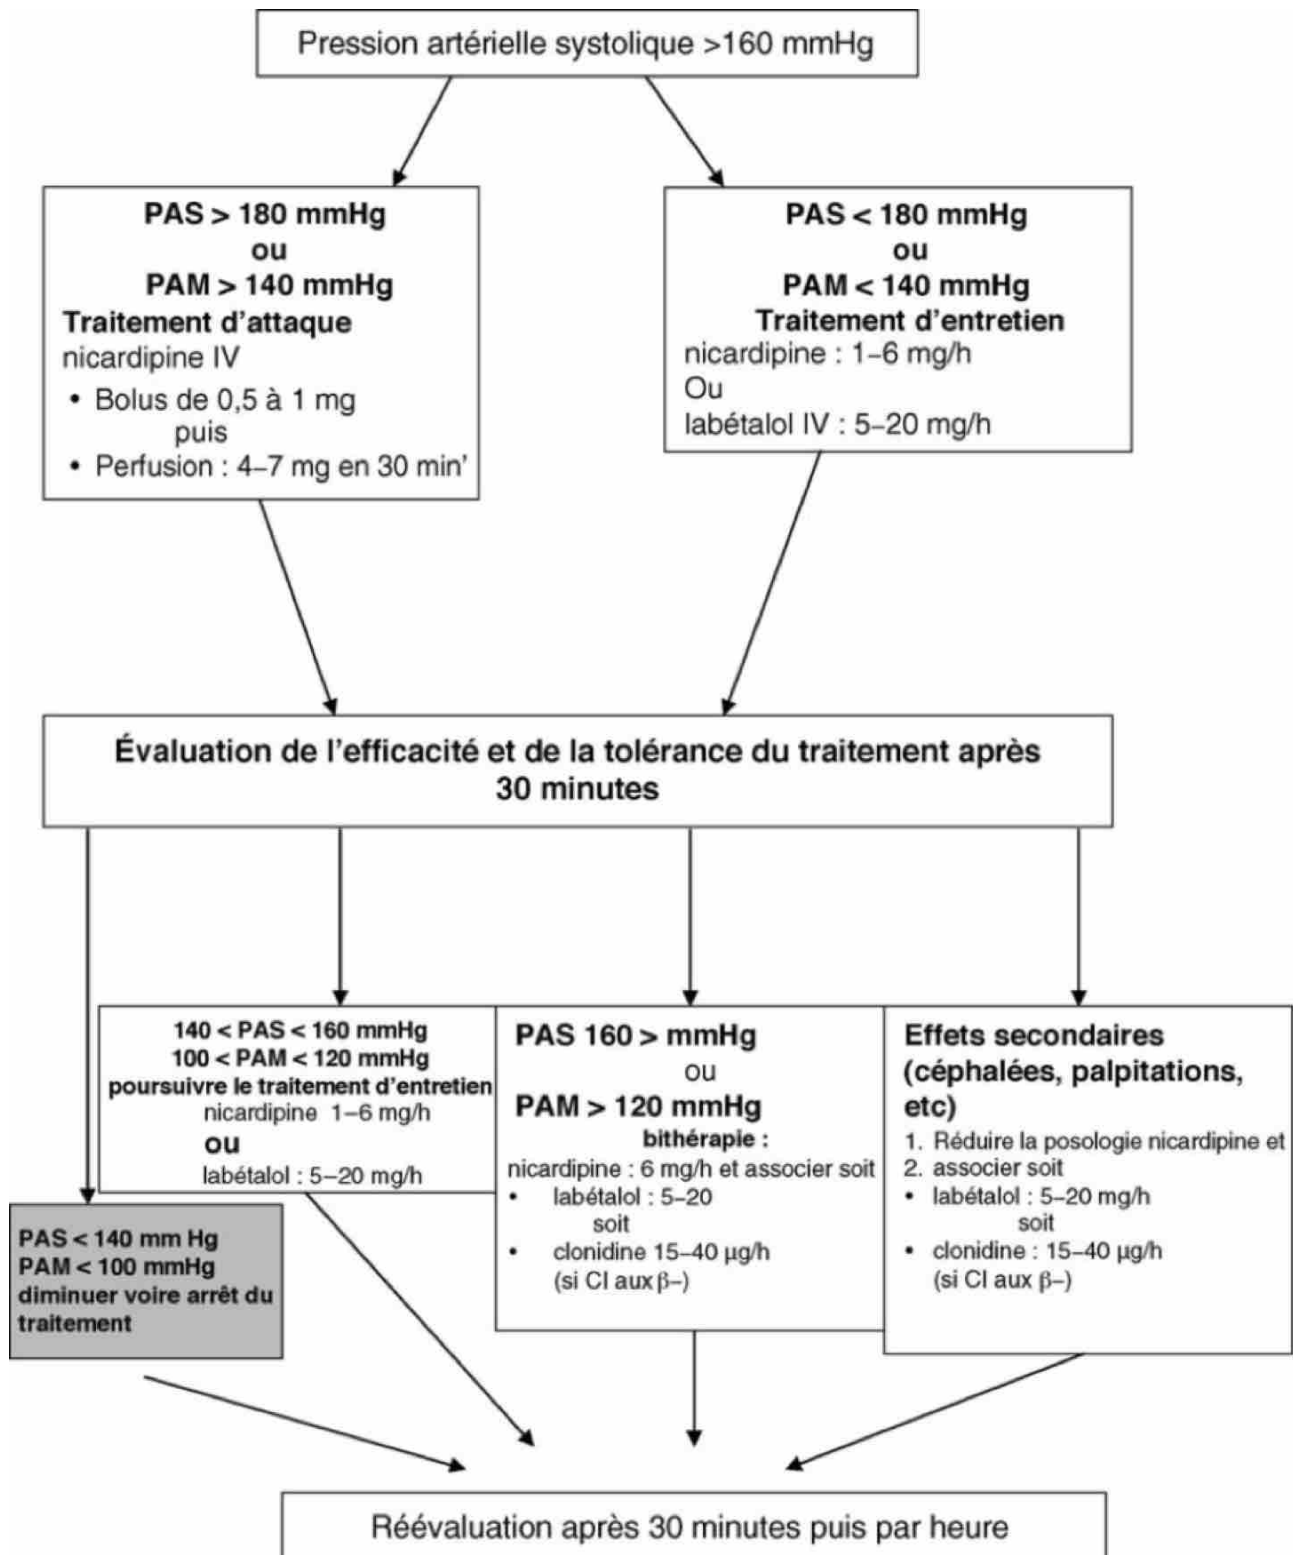 Pression artérielle systolique >160 mmHg
PAS > 180 mmHg
ou
PAM > 140 mmHg
Traitement d'attaque
nicardipine IV
• Bolus de 0,5 à 1 mg
puis
• Perfusion : 4–7 mg en 30 min'
PAS < 180 mmHg
ou
PAM < 140 mmHg
Traitement d'entretien
nicardipine : 1–6 mg/h
Ou
labétalol IV : 5–20 mg/h
Évaluation de l'efficacité et de la tolérance du traitement après
30 minutes
PAS < 140 mm Hg
PAM < 100 mmHg
diminuer voire arrêt du
traitement
140 < PAS < 160 mmHg
100 < PAM < 120 mmHg
poursuivre le traitement d'entretien
nicardipine 1–6 mg/h
ou
labétalol : 5–20 mg/h
PAS 160 > mmHg
ou
PAM > 120 mmHg
bithérapie :
nicardipine : 6 mg/h et associer soit
• labétalol : 5–20
soit
• clonidine 15–40 µg/h
(si CI aux β–)
Effets secondaires
(céphalées, palpitations,
etc)
1. Réduire la posologie nicardipine et
2. associer soit
• labétalol : 5–20 mg/h
soit
• clonidine : 15–40 µg/h
(si CI aux β–)
Réévaluation après 30 minutes puis par heure